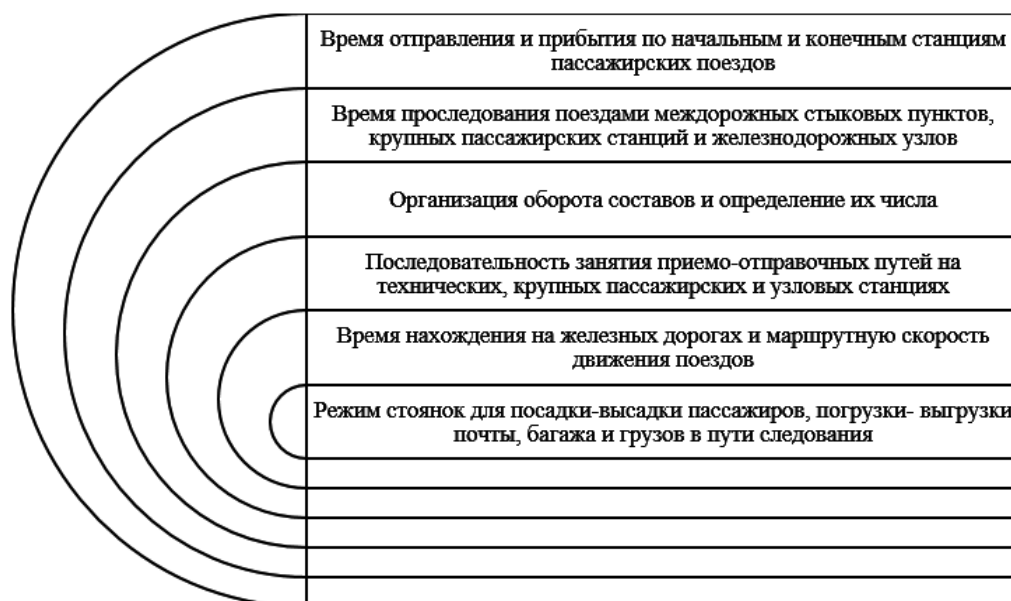 Время отправления и прибытия по начальным и конечным станциям
пассажирских поездов
Время проследования поездами междорожных стыковых пунктов,
крупных пассажирских станций и железнодорожных узлов
Организация оборота составов и определение их числа
Последовательность занятия приемо-отправочных путей на
технических, крупных пассажирских и узловых станциях
Время нахождения на железных дорогах и маршрутную скорость
движения поездов
Режим стоянок для посадки-высадки пассажиров, погрузки- выгрузки
почты, багажа и грузов в пути следования